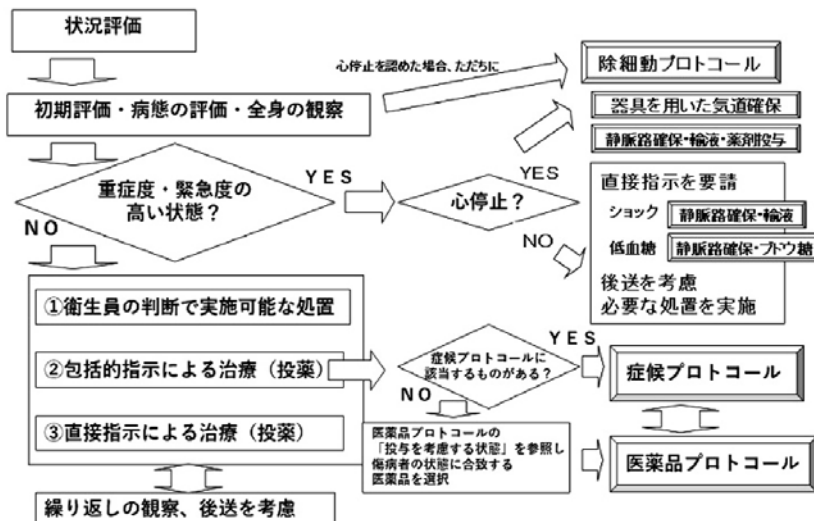 状況評価
心停止を認めた場合、ただちに
除細動プロトコール
初期評価・病態の評価・全身の観察
器具を用いた気道確保
静脈路確保・輸液・薬剤投与
重症度・緊急度の
高い状態?
YES
NO
心停止?
YES
NO
直接指示を要請
ショック
静脈路確保・輸液
低血糖
静脈路確保・ブドウ糖
後送を考慮
必要な処置を実施
①衛生員の判断で実施可能な処置
②包括的指示による治療(投薬)
③直接指示による治療(投薬)
症候プロトコールに
該当するものがある?
YES
NO
症候プロトコール
医薬品プロトコールの
「投与を考慮する状態」を参照し
傷病者の状態に合致する
医薬品を選択
医薬品プロトコール
繰り返しの観察、後送を考慮